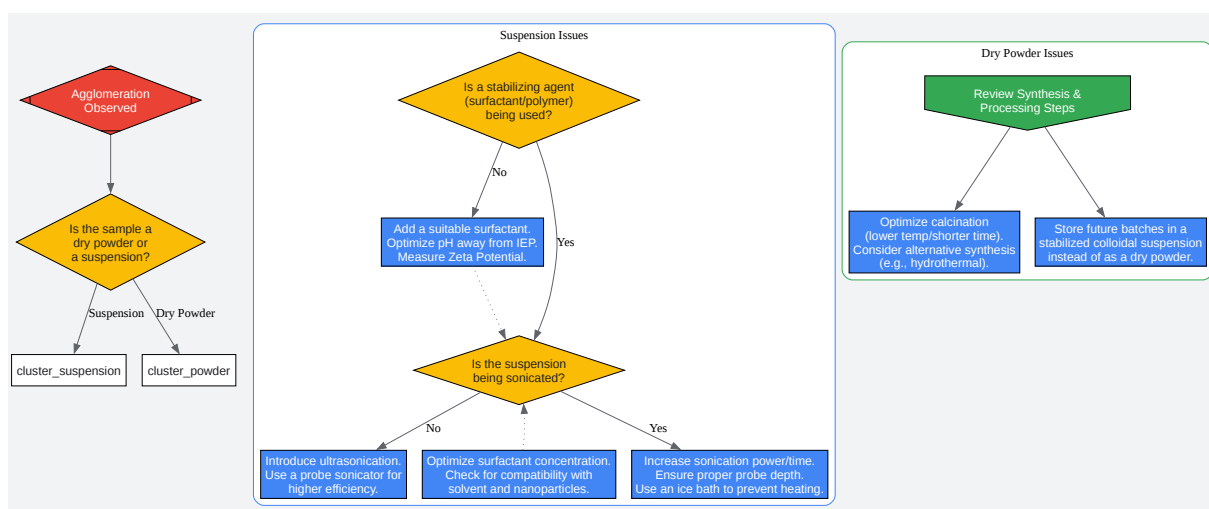 Agglomeration
Observed
Is the sample a
dry powder or
a suspension?
Suspension
Dry Powder
cluster_suspension
cluster_powder
Suspension Issues
Is a stabilizing agent
(surfactant/polymer)
being used?
No
Yes
Add a suitable surfactant.
Optimize pH away from IEP.
Measure Zeta Potential.
Is the suspension
being sonicated?
No
Yes
Introduce ultrasonication.
Use a probe sonicator for
higher efficiency.
Optimize surfactant concentration.
Check for compatibility with
solvent and nanoparticles.
Increase sonication power/time.
Ensure proper probe depth.
Use an ice bath to prevent heating.
Dry Powder Issues
Review Synthesis &
Processing Steps
Optimize calcination
(lower temp/shorter time).
Consider alternative synthesis
(e.g., hydrothermal).
Store future batches in a
stabilized colloidal suspension
instead of as a dry powder.